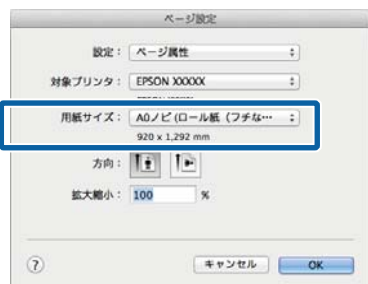 ページ設定
設定： ページ属性
対象プリンタ： EPSON XXXXX
用紙サイズ： A0ノビ (ロール紙（フチな…
920 x 1,292 mm
方向：
拡大縮小： 100 %
? キャンセル OK